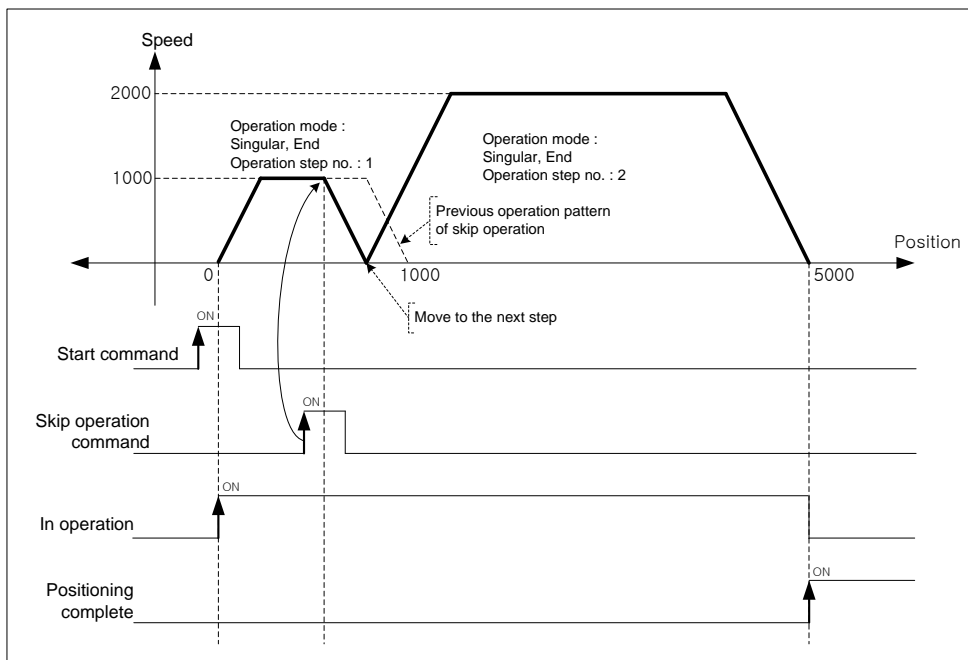 Speed
2000
Operation mode :
Singular, End
Operation step no. : 1
Operation mode :
Singular, End
Operation step no. : 2
1000
Previous operation pattern
of skip operation
Position
0
1000
5000
Move to the next step
ON
Start command
ON
Skip operation
command
ON
In operation
ON
Positioning
complete